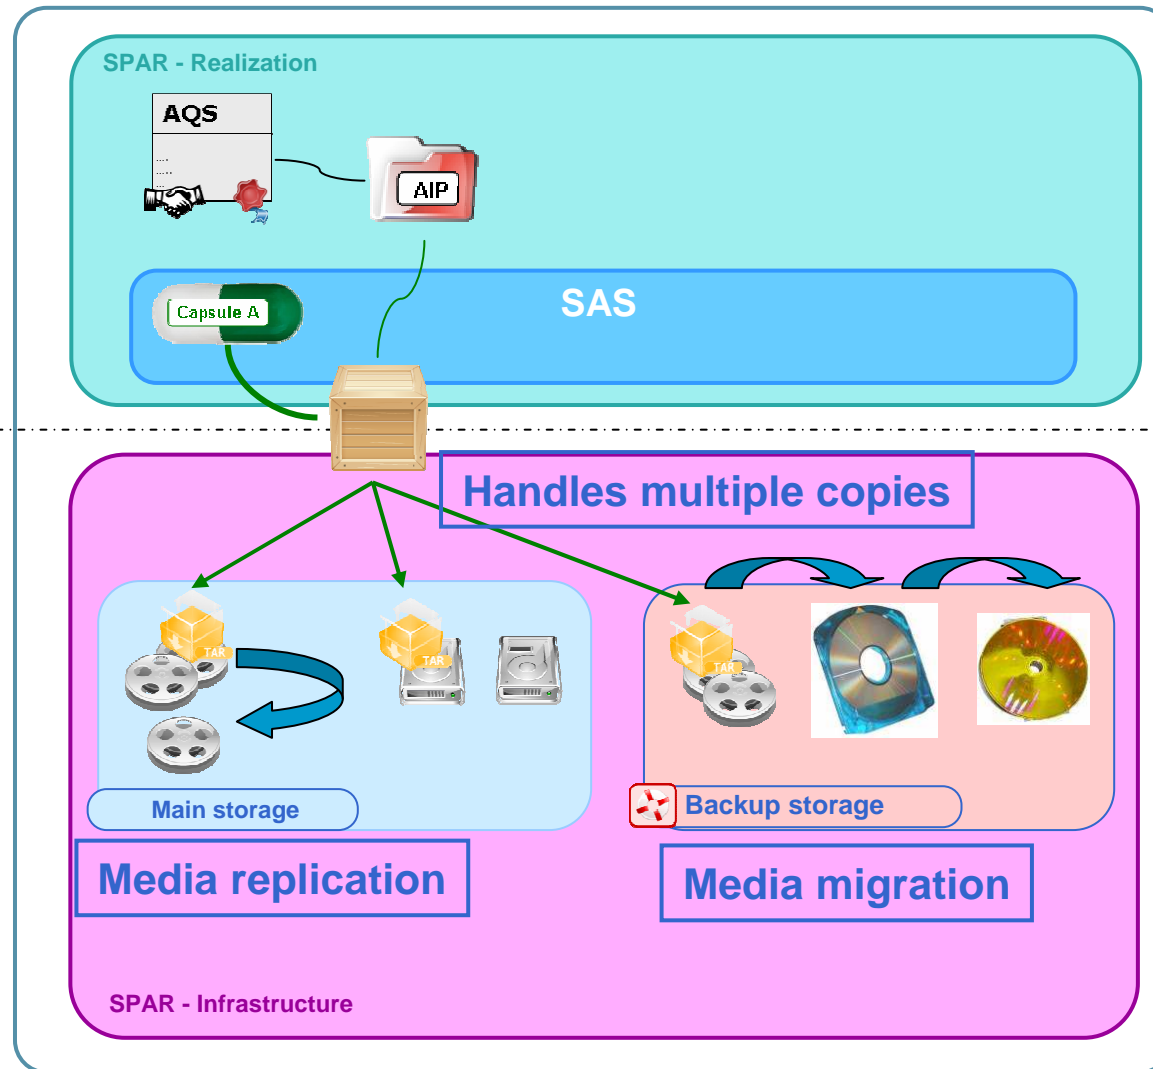 SPAR - Realization
AQS
....
.....
...
AIP
Capsule A
SAS
Handles multiple copies
TAR
TAR
TAR
Main storage
Backup storage
Media replication
Media migration
SPAR - Infrastructure